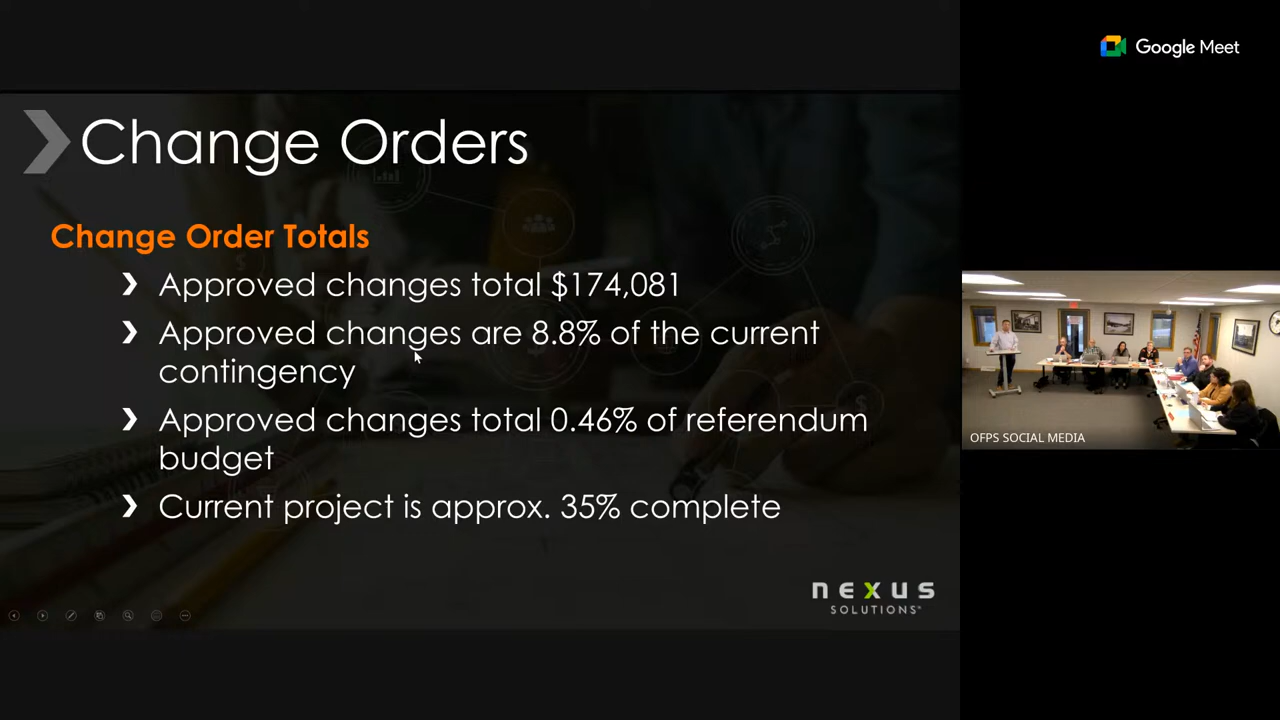 Google Meet
Change Orders
Change Order Totals
Approved changes total $174,081
Approved changes are 8.8% of the current
contingency
Approved changes total 0.46% of referendum
budget
Current project is approx. 35% complete
nexus
SOLUTIONS™
OFPS SOCIAL MEDIA